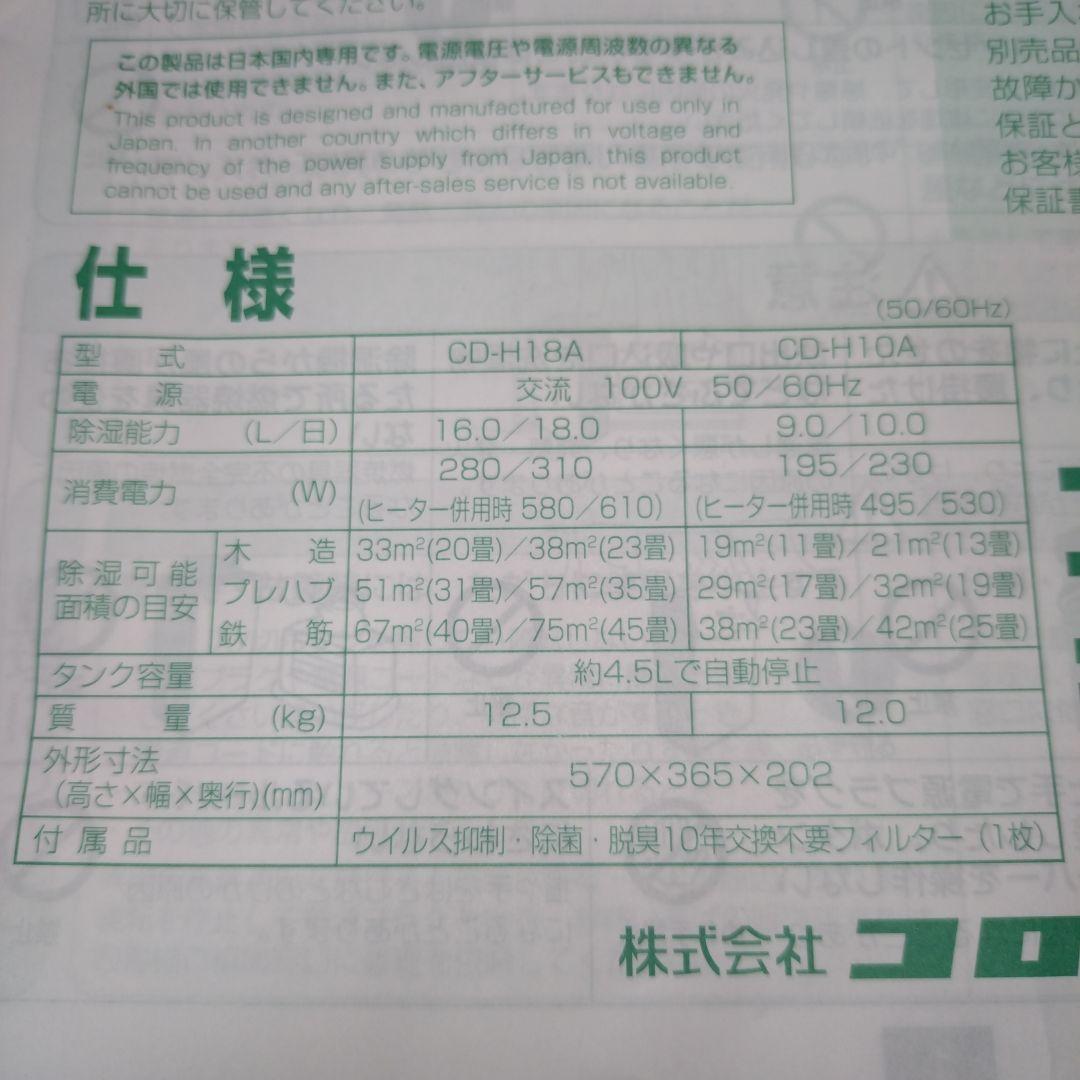 所に大切に保管してください。
この製品は日本国内専用です。電源電圧や電源周波数の異なる
外国では使用できません。また、アフターサービスもできません。
This product is designed and manufactured for use only in
Japan. In another country which differs in voltage and
frequency of the power supply from Japan, this product
cannot be used and any after-sales service is not available.
お手入
別売品
故障か
保証と
お客様
保証書
仕 様
(50/60Hz)
型 式 CD-H18A CD-H10A
電 源 交流 100V 50/60Hz
除湿能力 (L/日) 16.0/18.0 9.0/10.0
消費電力 (W) 280/310 195/230
(ヒーター併用時 580/610) (ヒーター併用時 495/530)
除湿可能面積の目安 木 造 33m²(20畳)/38m²(23畳) 19m²(11畳)/21m²(13畳)
プレハブ 51m²(31畳)/57m²(35畳) 29m²(17畳)/32m²(19畳)
鉄 筋 67m²(40畳)/75m²(45畳) 38m²(23畳)/42m²(25畳)
タンク容量 約4.5Lで自動停止
質 量 (kg) 12.5 12.0
外形寸法
(高さ×幅×奥行)(mm) 570×365×202
付属品 ウイルス抑制・除菌・脱臭10年交換不要フィルター(1枚)
株式会社 コロ